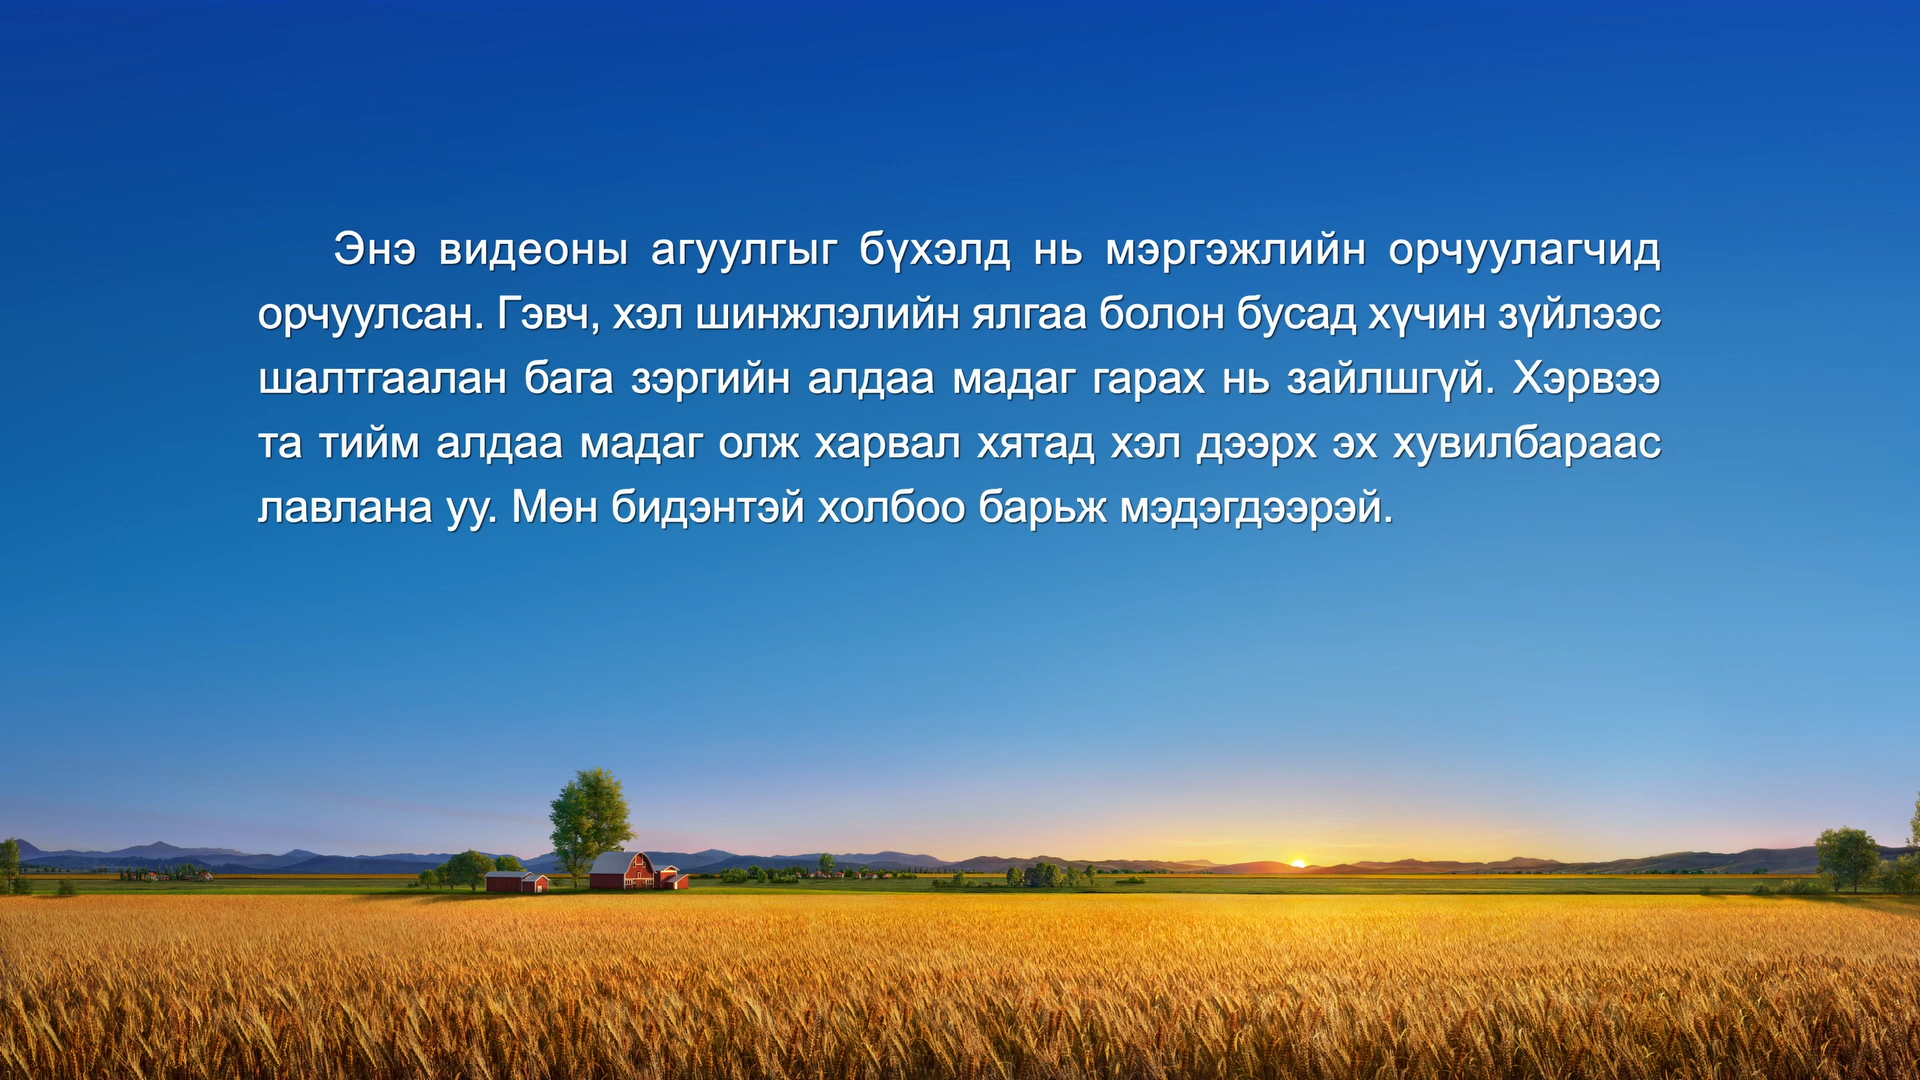 Энэ видеоны агуулгыг бүхэлд нь мэргэжлийн орчуулагчид
орчуулсан. Гэвч, хэл шинжлэлийн ялгаа болон бусад хүчин зүйлээс
шалтгаалан бага зэргийн алдаа мадаг гарах нь зайлшгүй. Хэрвээ
та тийм алдаа мадаг олж харвал хятад хэл дээрх эх хувилбараас
лавлана уу. Мөн бидэнтэй холбоо барьж мэдэгдээрэй.